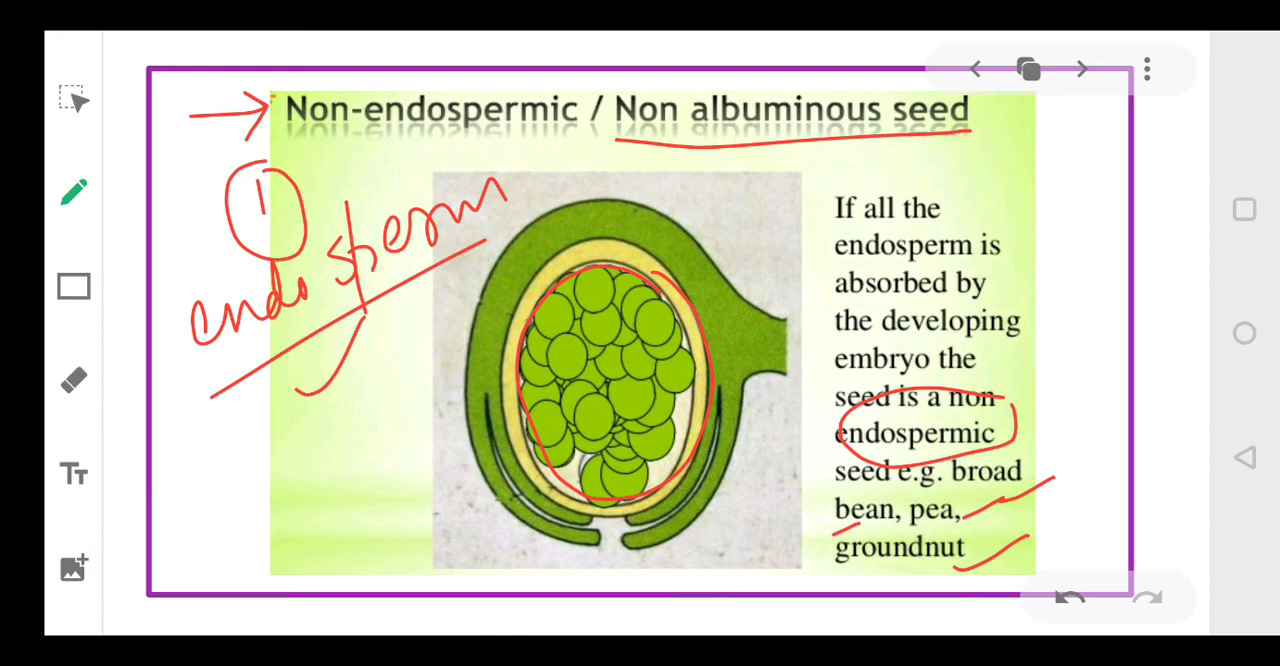 Non-endospermic / Non albuminous seed
1
endosperm
If all the
endosperm is
absorbed by
the developing
embryo the
seed is a non
endospermic
seed e.g. broad
bean, pea,
groundnut
TT